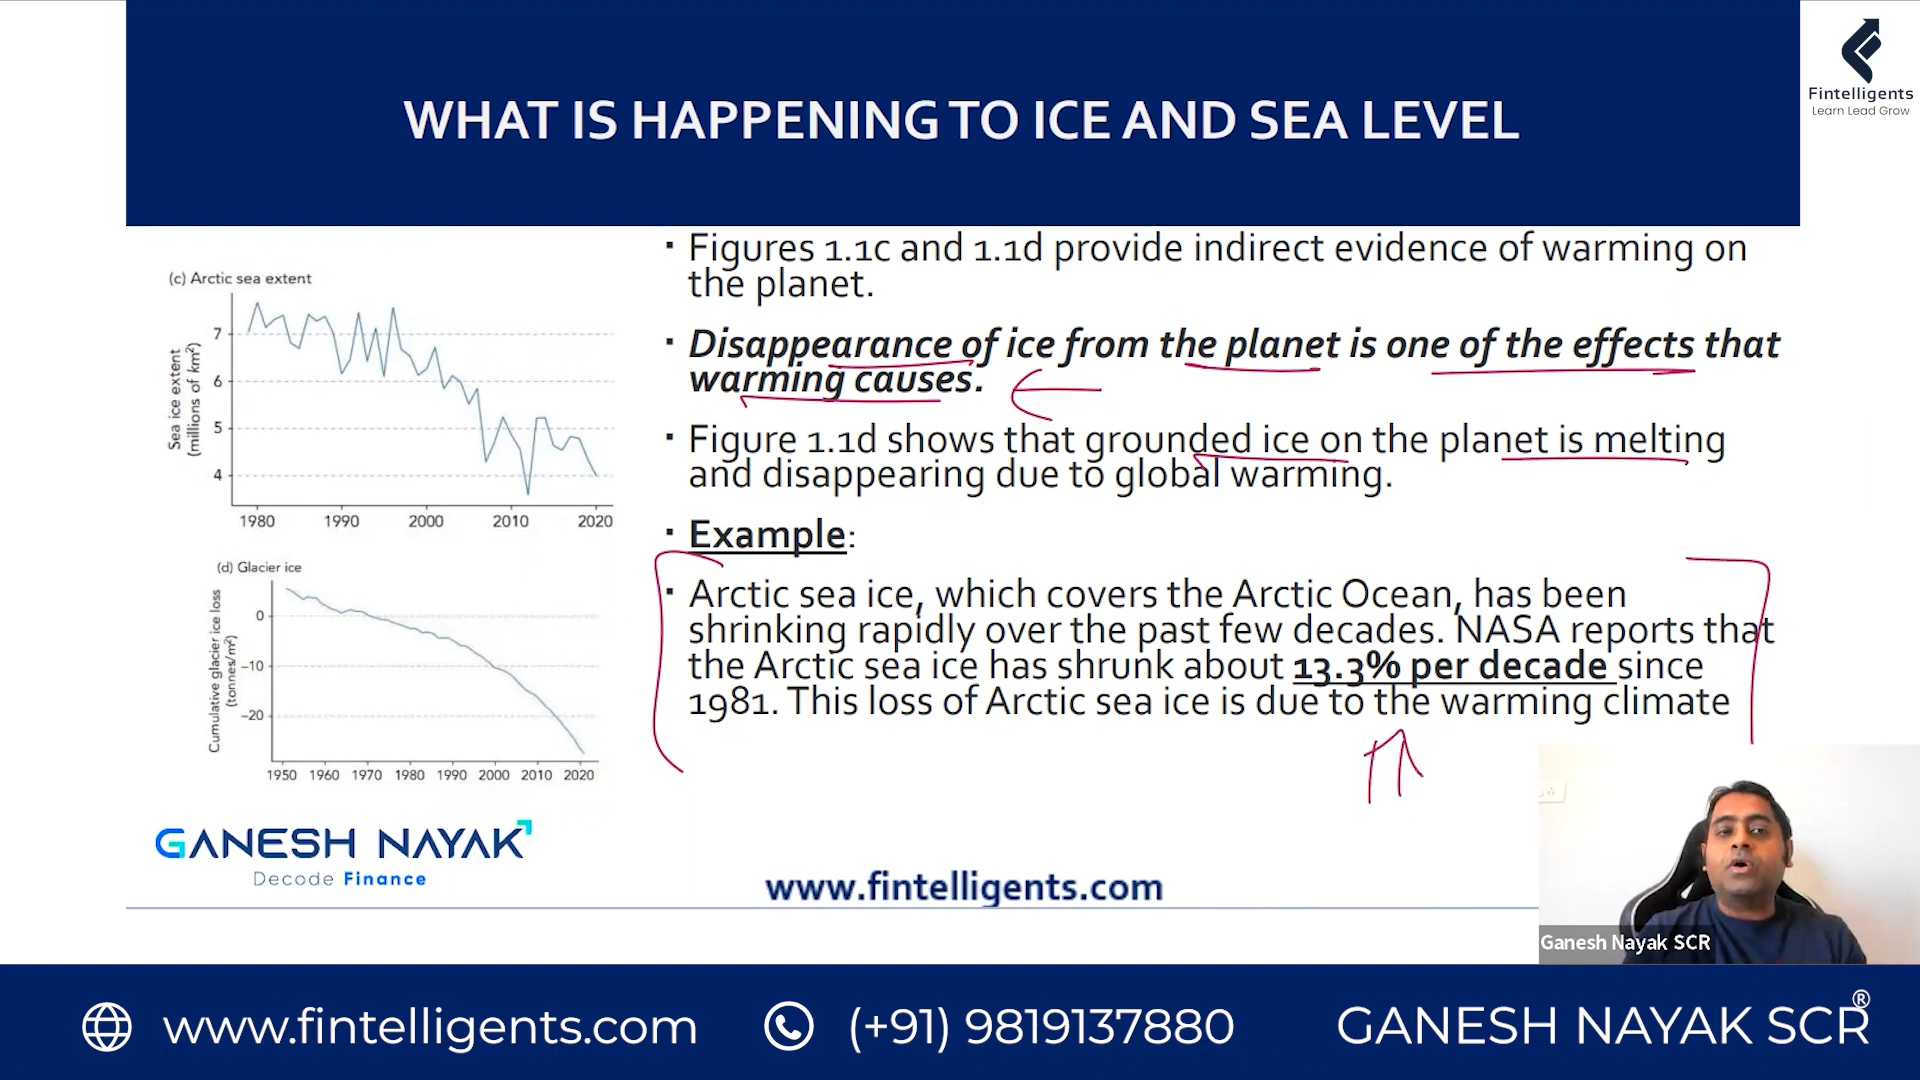 WHAT IS HAPPENING TO ICE AND SEA LEVEL
Fintelligents
Learn Lead Grow
(c) Arctic sea extent
Sea ice extent
(millions of km²)
7
6
5
4
1980 1990 2000 2010 2020
(d) Glacier ice
Cumulative glacier ice loss
(tonnes/m²)
0
−10
−20
1950 1960 1970 1980 1990 2000 2010 2020
▪ Figures 1.1c and 1.1d provide indirect evidence of warming on
the planet.
▪ Disappearance of ice from the planet is one of the effects that
warming causes.
▪ Figure 1.1d shows that grounded ice on the planet is melting
and disappearing due to global warming.
▪ Example:
▪ Arctic sea ice, which covers the Arctic Ocean, has been
shrinking rapidly over the past few decades. NASA reports that
the Arctic sea ice has shrunk about 13.3% per decade since
1981. This loss of Arctic sea ice is due to the warming climate
GANESH NAYAK
Decode Finance
www.fintelligents.com
Ganesh Nayak SCR
www.fintelligents.com
(+91) 9819137880
GANESH NAYAK SCR®